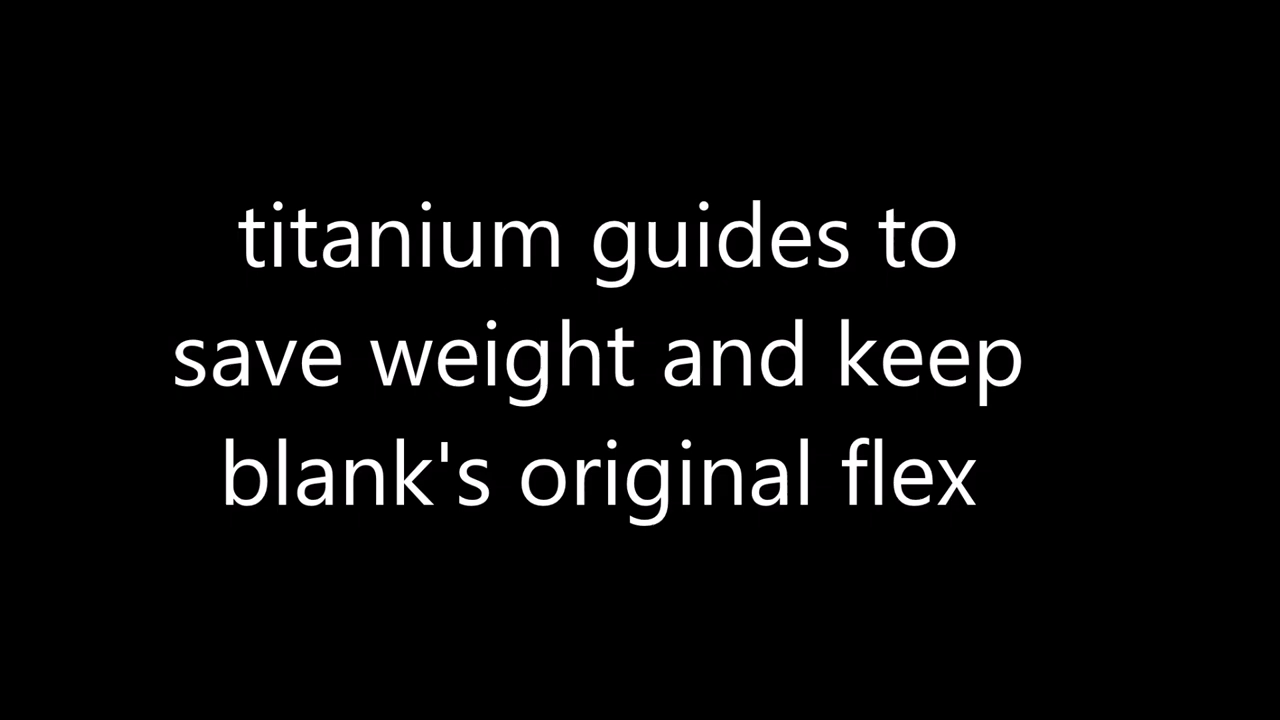 titanium guides to
save weight and keep
blank's original flex